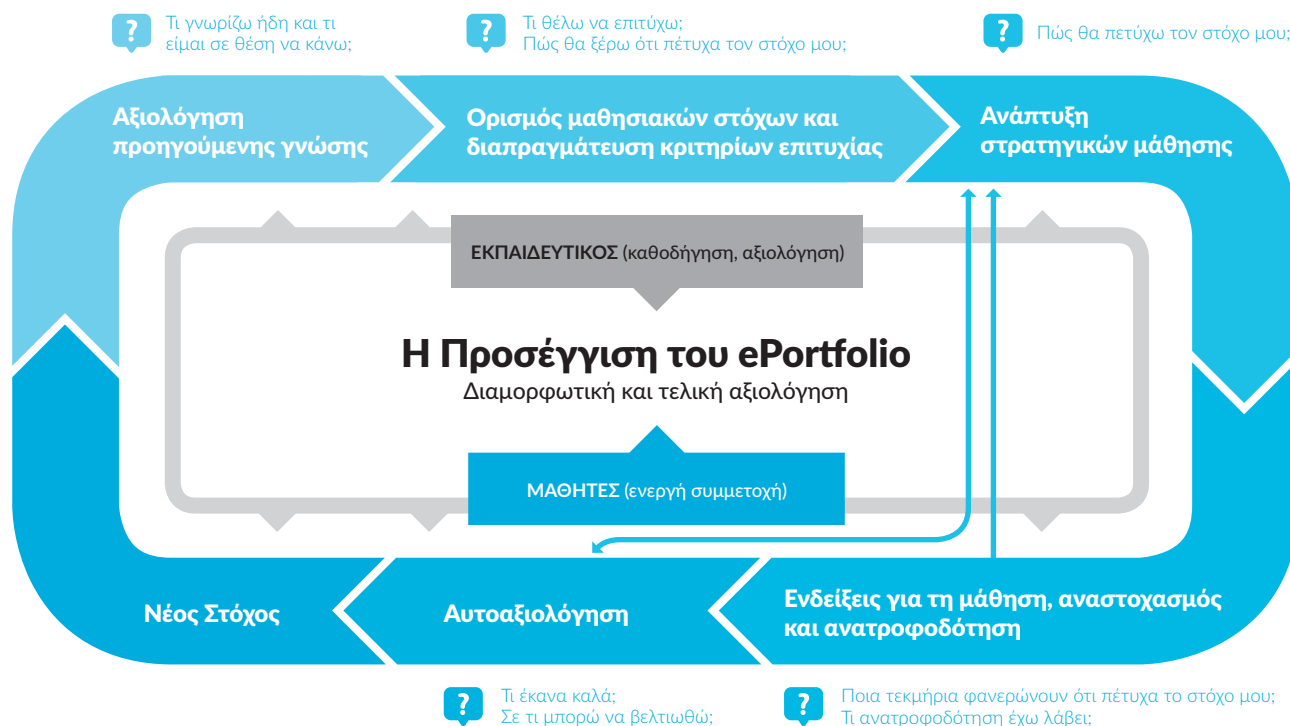 Τι γνωρίζω ήδη και τι
είμαι σε θέση να κάνω;
Τι θέλω να επιτύχω;
Πώς θα ξέρω ότι πέτυχα τον στόχο μου;
Πώς θα πετύχω τον στόχο μου;
Αξιολόγηση
προηγούμενης γνώσης
Ορισμός μαθησιακών στόχων και
διαπραγμάτευση κριτηρίων επιτυχίας
Ανάπτυξη
στρατηγικών μάθησης
ΕΚΠΑΙΔΕΥΤΙΚΟΣ (καθοδήγηση, αξιολόγηση)
Η Προσέγγιση του ePortfolio
Διαμορφωτική και τελική αξιολόγηση
ΜΑΘΗΤΕΣ (ενεργή συμμετοχή)
Νέος Στόχος
Αυτοαξιολόγηση
Ενδείξεις για τη μάθηση, αναστοχασμός
και ανατροφοδότηση
Τι έκανα καλά;
Σε τι μπορώ να βελτιωθώ;
Ποια τεκμήρια φανερώνουν ότι πέτυχα το στόχο μου;
Τι ανατροφοδότηση έχω λάβει;